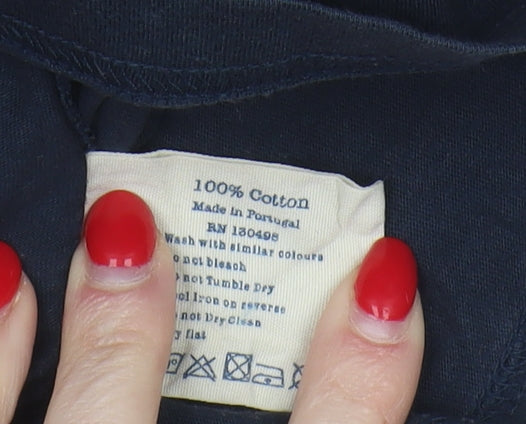 100% Cotton
Made in Portugal
RN 130498
Wash with similar colours
o not bleach
not Tumble Dry
ol Iron on reverse
not Dry Clean
y flat